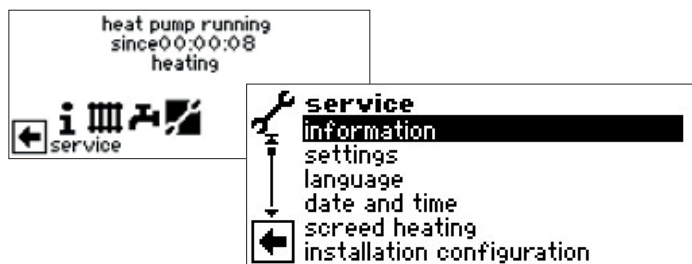 heat pump running
since00:00:08
heating
service
service
information
settings
language
date and time
screed heating
installation configuration